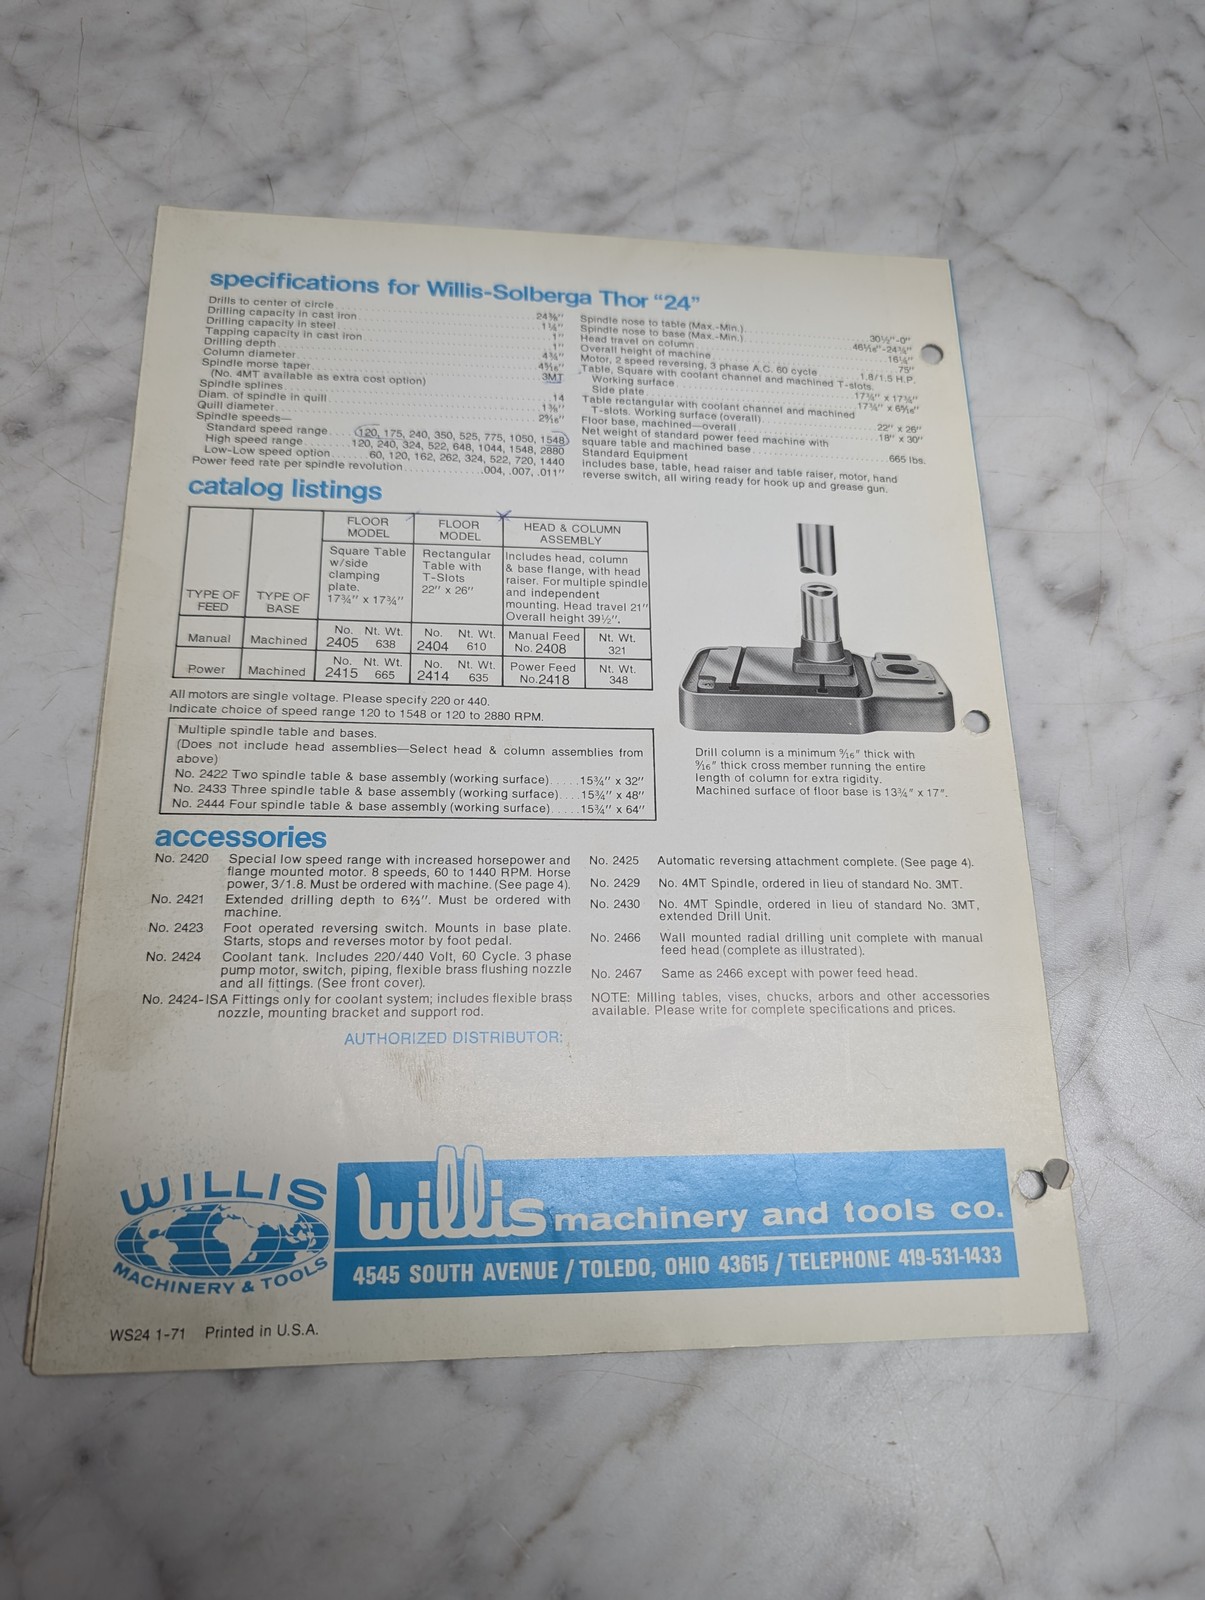 specifications for Willis-Solberga Thor "24"
Drills to center of circle 24⅜"
Drilling capacity in cast iron 1¼"
Drilling capacity in steel 1"
Tapping capacity in cast iron 1"
Drilling depth 4¾"
Column diameter
Spindle morse taper 3MT
(No. 4MT available as extra cost option)
Spindle splines 14
Diam. of spindle in quill 1⅜"
Quill diameter
Spindle speeds—
Standard speed range 120, 175, 240, 350, 525, 775, 1050, 1548
High speed range 120, 240, 324, 522, 648, 1044, 1548, 2880
Low-Low speed option 60, 120, 162, 262, 324, 522, 720, 1440
Power feed rate per spindle revolution .004, .007, .011"
Spindle nose to table (Max.-Min.) 30½"-0"
Spindle nose to base (Max.-Min.)
Head travel on column 16¼"
Overall height of machine 75"
Motor, 2 speed reversing, 3 phase A.C. 60 cycle 1.8/1.5 H.P.
Table, Square with coolant channel and machined T-slots.
Working surface 17¾" x 17¾"
Side plate
Table rectangular with coolant channel and machined
T-slots. Working surface (overall) 22" x 26"
Floor base, machined—overall 18" x 30"
Net weight of standard power feed machine with
square table and machined base 665 lbs.
Standard Equipment
includes base, table, head raiser and table raiser, motor, hand
reverse switch, all wiring ready for hook up and grease gun.
catalog listings
TYPE OF FEED
TYPE OF BASE
FLOOR MODEL
Square Table
w/side
clamping
plate.
17¾" x 17¾"
FLOOR MODEL
Rectangular
Table with
T-Slots
22" x 26"
HEAD & COLUMN
ASSEMBLY
Includes head, column
& base flange, with head
raiser. For multiple spindle
and independent
mounting. Head travel 21"
Overall height 39½".
Manual Machined No. 2405 Nt. Wt. 638 No. 2404 Nt. Wt. 610 Manual Feed No. 2408 Nt. Wt. 321
Power Machined No. 2415 Nt. Wt. 665 No. 2414 Nt. Wt. 635 Power Feed No.2418 Nt. Wt. 348
All motors are single voltage. Please specify 220 or 440.
Indicate choice of speed range 120 to 1548 or 120 to 2880 RPM.
Multiple spindle table and bases.
(Does not include head assemblies—Select head & column assemblies from
above)
No. 2422 Two spindle table & base assembly (working surface) 15¾" x 32"
No. 2433 Three spindle table & base assembly (working surface) 15¾" x 48"
No. 2444 Four spindle table & base assembly (working surface) 15¾" x 64"
Drill column is a minimum 9/16" thick with
9/16" thick cross member running the entire
length of column for extra rigidity.
Machined surface of floor base is 13¾" x 17".
accessories
No. 2420 Special low speed range with increased horsepower and
flange mounted motor. 8 speeds, 60 to 1440 RPM. Horse
power, 3/1.8. Must be ordered with machine. (See page 4).
No. 2421 Extended drilling depth to 6⅔". Must be ordered with
machine.
No. 2423 Foot operated reversing switch. Mounts in base plate.
Starts, stops and reverses motor by foot pedal.
No. 2424 Coolant tank. Includes 220/440 Volt, 60 Cycle. 3 phase
pump motor, switch, piping, flexible brass flushing nozzle
and all fittings. (See front cover).
No. 2424-ISA Fittings only for coolant system; includes flexible brass
nozzle, mounting bracket and support rod.
No. 2425 Automatic reversing attachment complete. (See page 4).
No. 2429 No. 4MT Spindle, ordered in lieu of standard No. 3MT.
No. 2430 No. 4MT Spindle, ordered in lieu of standard No. 3MT,
extended Drill Unit.
No. 2466 Wall mounted radial drilling unit complete with manual
feed head (complete as illustrated).
No. 2467 Same as 2466 except with power feed head.
NOTE: Milling tables, vises, chucks, arbors and other accessories
available. Please write for complete specifications and prices.
AUTHORIZED DISTRIBUTOR:
WILLIS
MACHINERY & TOOLS
willis machinery and tools co.
4545 SOUTH AVENUE / TOLEDO, OHIO 43615 / TELEPHONE 419-531-1433
WS24 1-71 Printed in U.S.A.